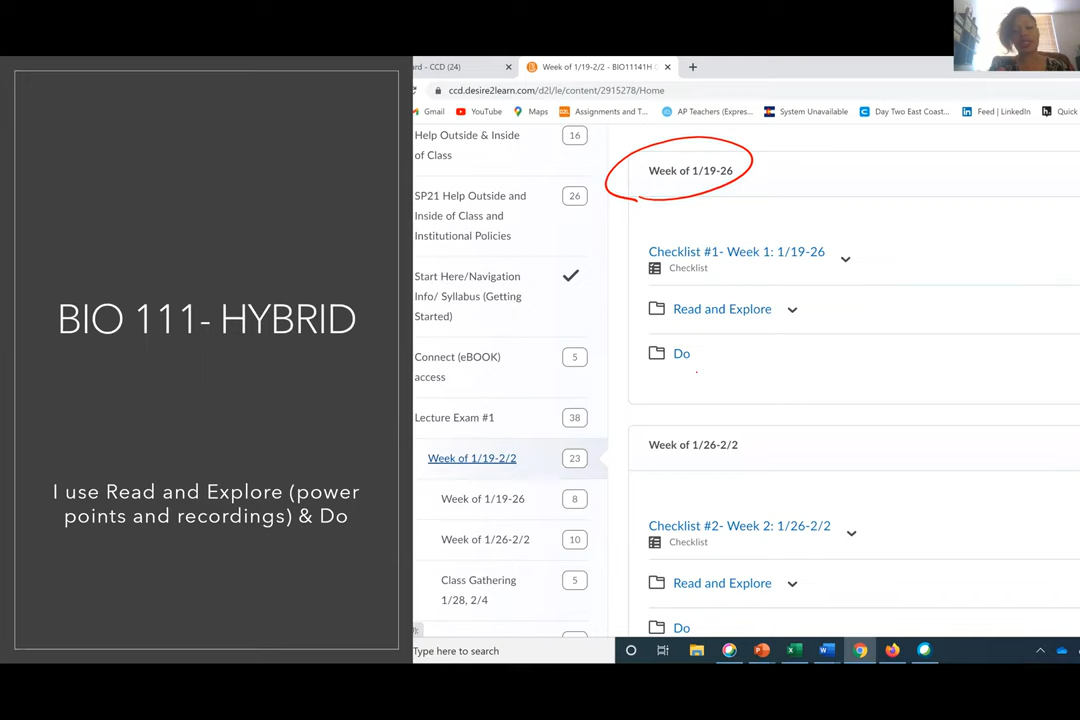 BIO 111- HYBRID
I use Read and Explore (power
points and recordings) & Do
rd - CCD (24)
Week of 1/19-2/2 - BIO11141H
ccd.desire2learn.com/d2l/le/content/2915278/Home
Gmail YouTube Maps Assignments and T... AP Teachers (Expres... System Unavailable Day Two East Coast... Feed | LinkedIn Quick
Help Outside & Inside
of Class
16
SP21 Help Outside and
Inside of Class and
Institutional Policies
26
Start Here/Navigation
Info/ Syllabus (Getting
Started)
Connect (eBOOK)
access
5
Lecture Exam #1
38
Week of 1/19-2/2
23
Week of 1/19-26
8
Week of 1/26-2/2
10
Class Gathering
1/28, 2/4
5
Week of 1/19-26
Checklist #1- Week 1: 1/19-26
Checklist
Read and Explore
Do
Week of 1/26-2/2
Checklist #2- Week 2: 1/26-2/2
Checklist
Read and Explore
Do
Type here to search